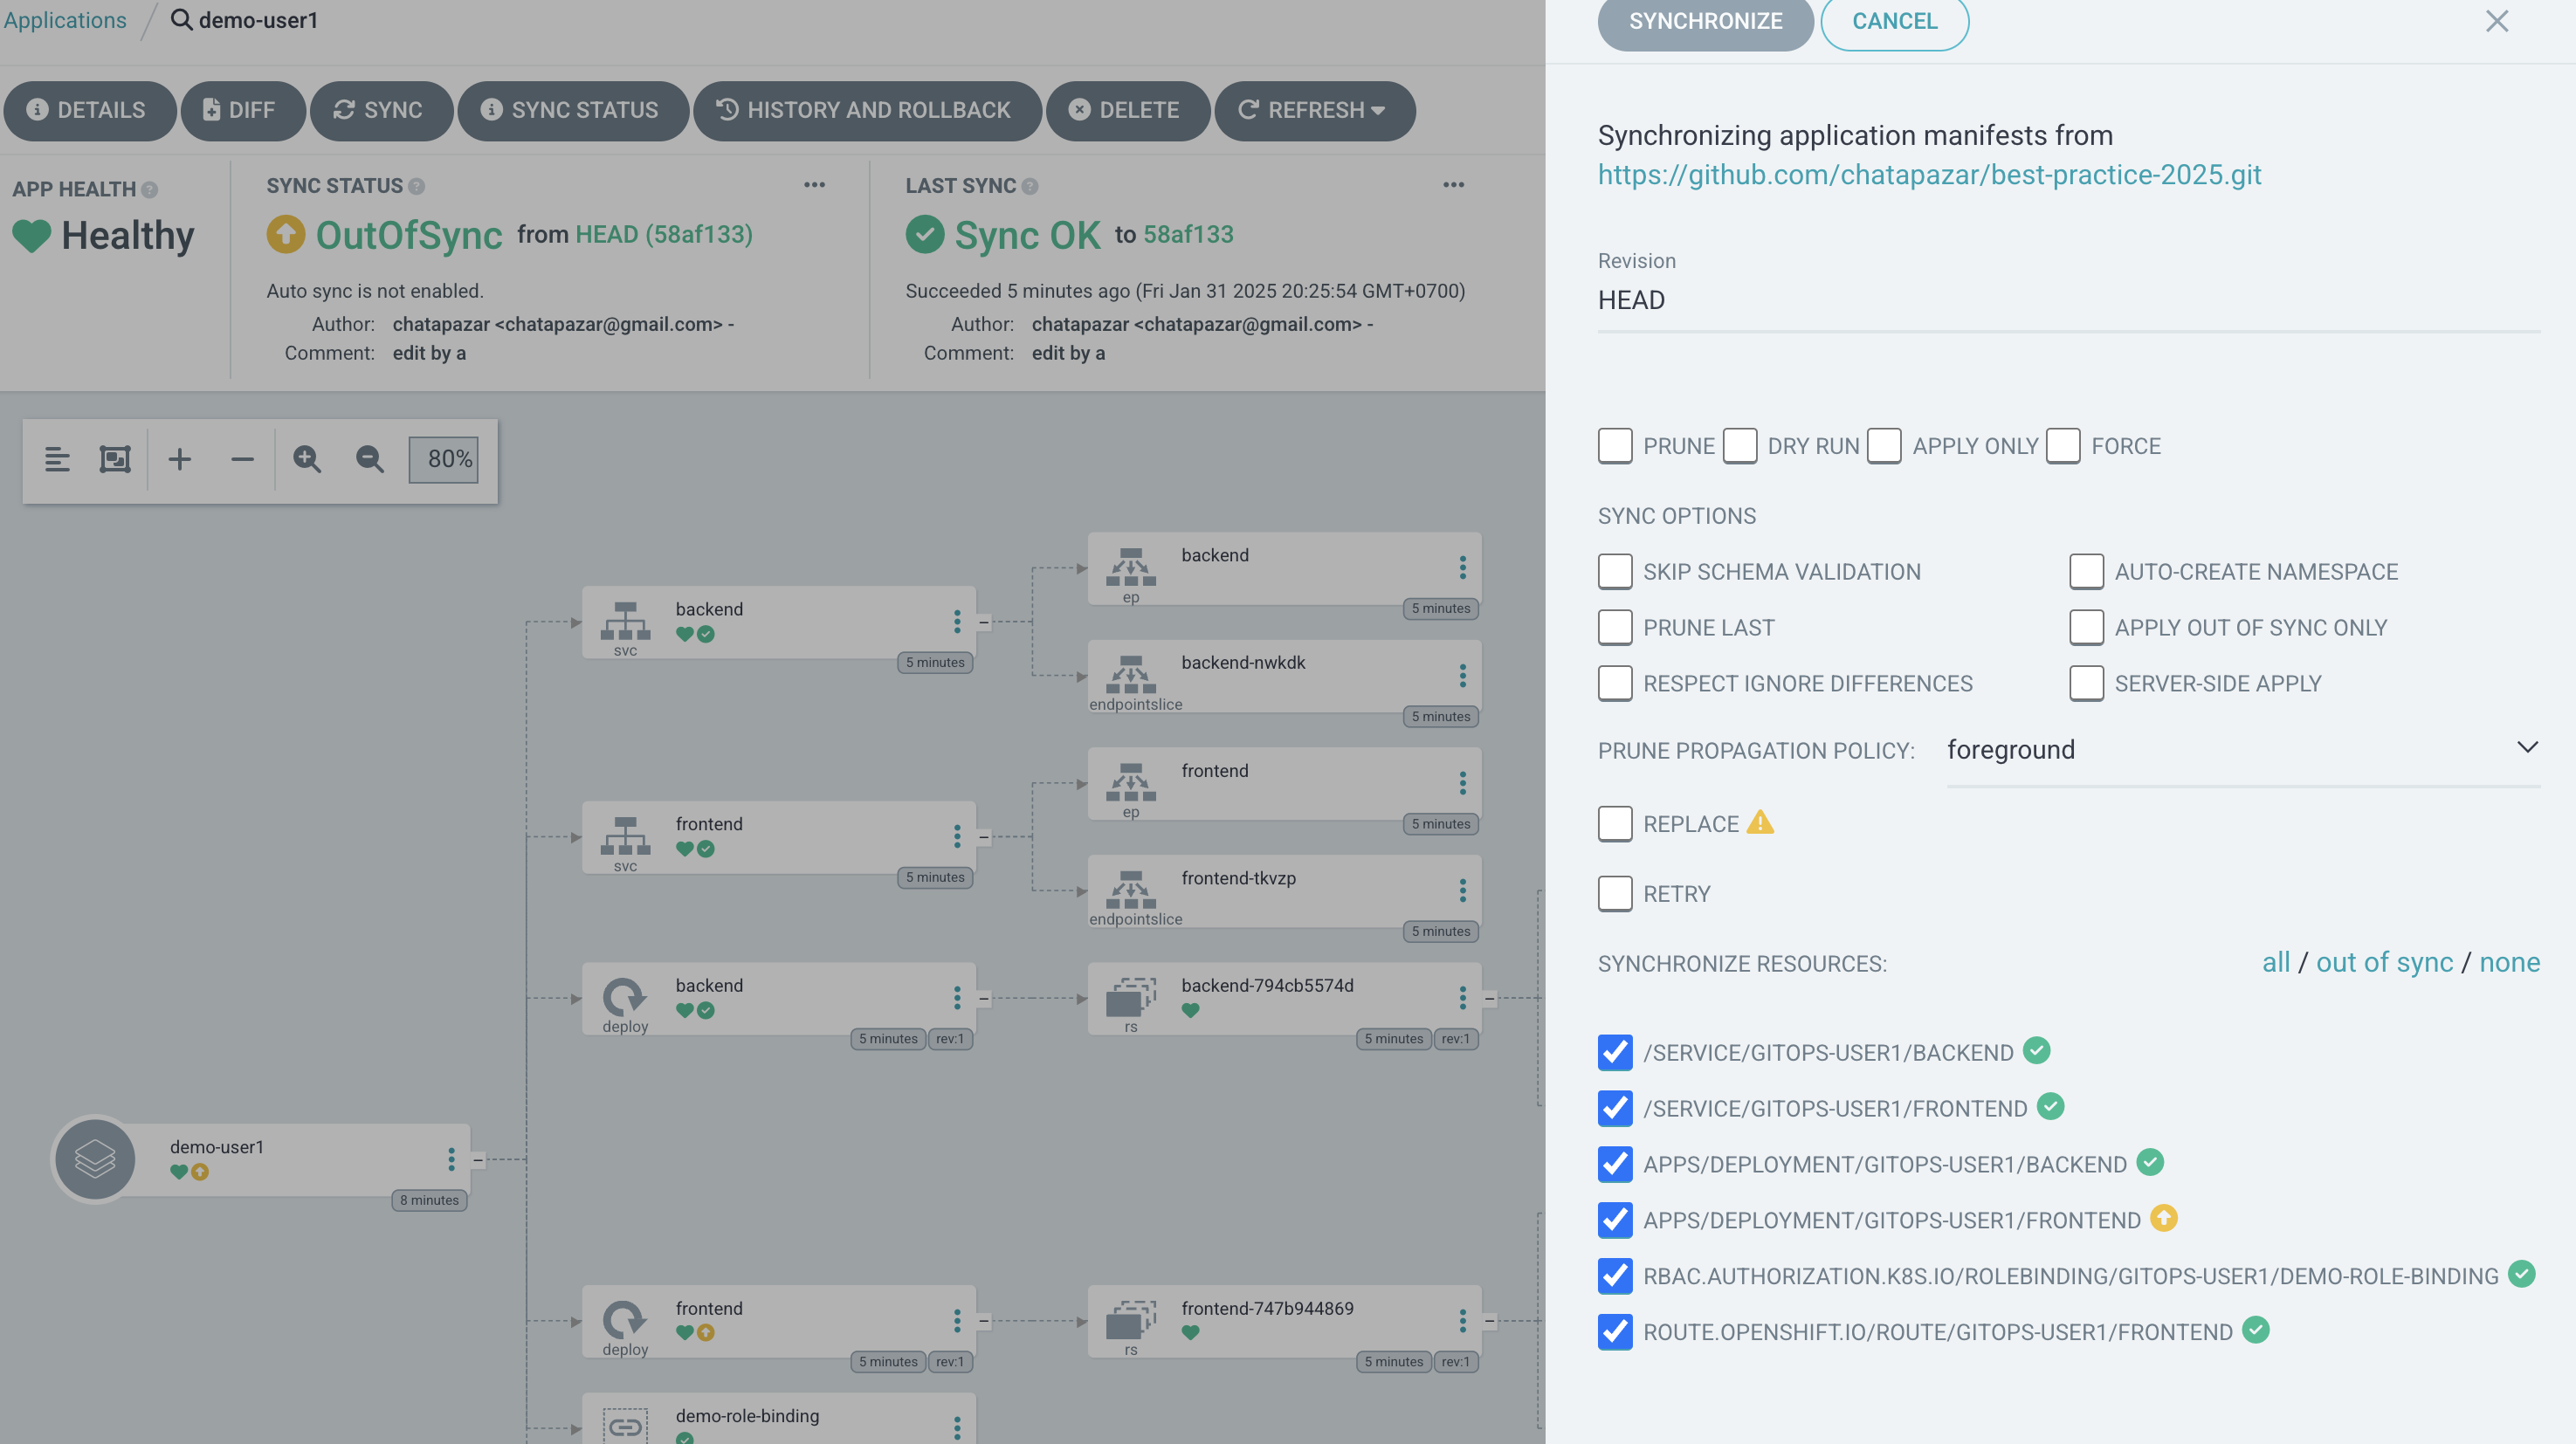 Applications / demo-user1
DETAILS DIFF SYNC SYNC STATUS HISTORY AND ROLLBACK DELETE REFRESH
APP HEALTH
Healthy
SYNC STATUS
OutOfSync from HEAD (58af133)
Auto sync is not enabled.
Author: chatapazar <chatapazar@gmail.com> -
Comment: edit by a
LAST SYNC
Sync OK to 58af133
Succeeded 5 minutes ago (Fri Jan 31 2025 20:25:54 GMT+0700)
Author: chatapazar <chatapazar@gmail.com> -
Comment: edit by a
80%
demo-user1
8 minutes
backend
svc
5 minutes
backend
ep
5 minutes
backend-nwkdk
endpointslice
5 minutes
frontend
svc
5 minutes
frontend
ep
5 minutes
frontend-tkvzp
endpointslice
5 minutes
backend
deploy
5 minutes rev:1
backend-794cb5574d
rs
5 minutes rev:1
frontend
deploy
5 minutes rev:1
frontend-747b944869
rs
5 minutes rev:1
demo-role-binding
SYNCHRONIZE CANCEL
Synchronizing application manifests from
https://github.com/chatapazar/best-practice-2025.git
Revision
HEAD
PRUNE DRY RUN APPLY ONLY FORCE
SYNC OPTIONS
SKIP SCHEMA VALIDATION AUTO-CREATE NAMESPACE
PRUNE LAST APPLY OUT OF SYNC ONLY
RESPECT IGNORE DIFFERENCES SERVER-SIDE APPLY
PRUNE PROPAGATION POLICY: foreground
REPLACE
RETRY
SYNCHRONIZE RESOURCES: all / out of sync / none
/SERVICE/GITOPS-USER1/BACKEND
/SERVICE/GITOPS-USER1/FRONTEND
APPS/DEPLOYMENT/GITOPS-USER1/BACKEND
APPS/DEPLOYMENT/GITOPS-USER1/FRONTEND
RBAC.AUTHORIZATION.K8S.IO/ROLEBINDING/GITOPS-USER1/DEMO-ROLE-BINDING
ROUTE.OPENSHIFT.IO/ROUTE/GITOPS-USER1/FRONTEND